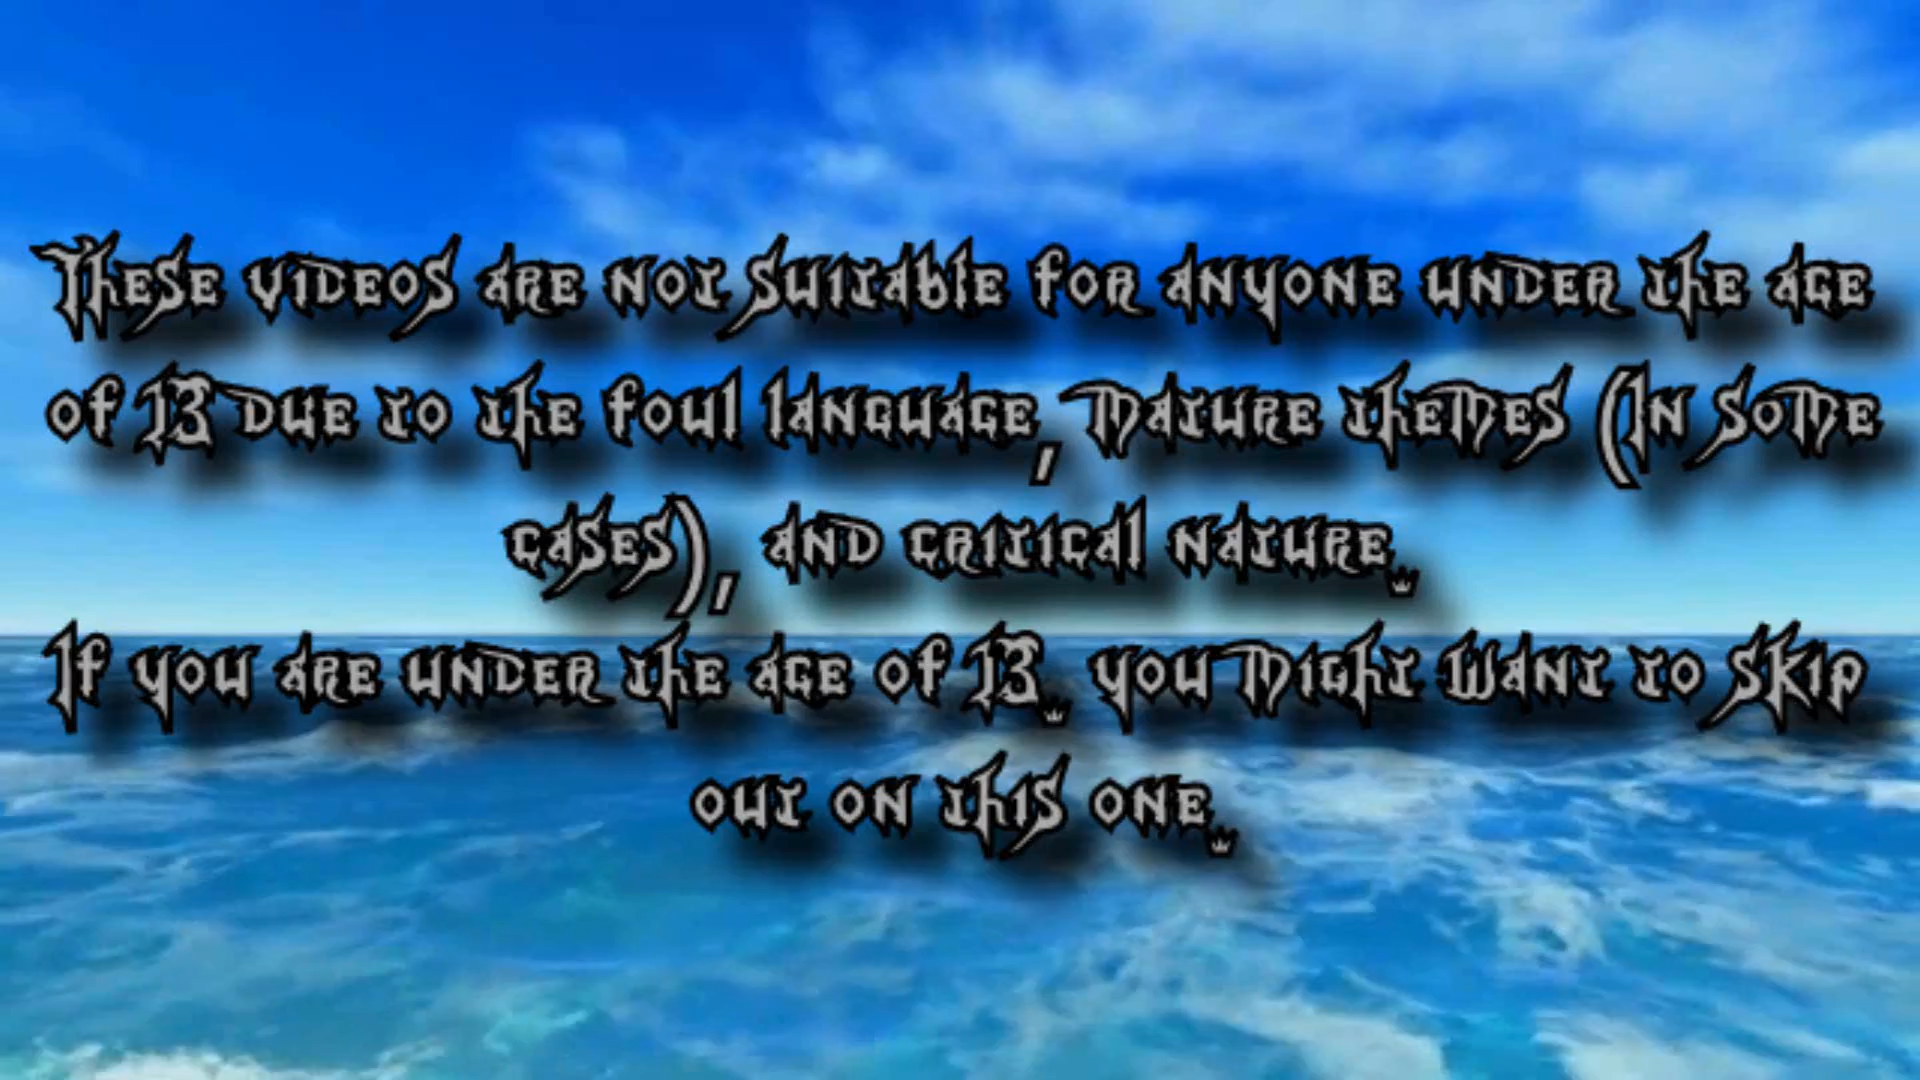 These videos are not suitable for anyone under the age
of 13 due to the foul language, mature themes (In some
cases), and critical nature.
If you are under the age of 13. you might want to skip
out on this one.